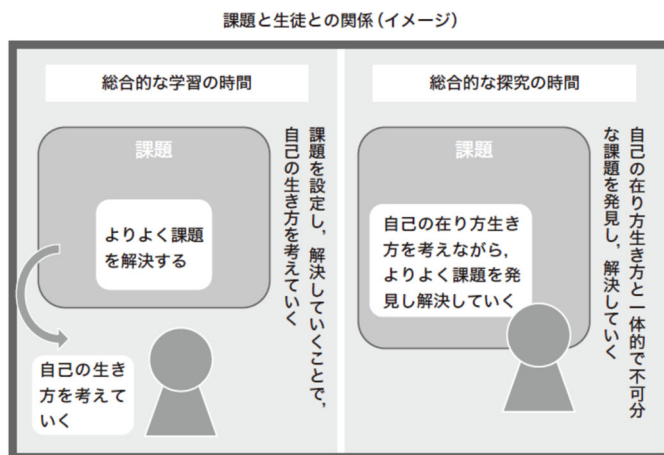 課題と生徒との関係（イメージ）
総合的な学習の時間
課題
よりよく課題
を解決する
自己の生き
方を考えて
いく
課題を設定し，解決していくことで，
自己の生き方を考えていく
総合的な探究の時間
課題
自己の在り方生き
方を考えながら，
よりよく課題を発
見し解決していく
自己の在り方生き方と一体的で不可分
な課題を発見し，解決していく